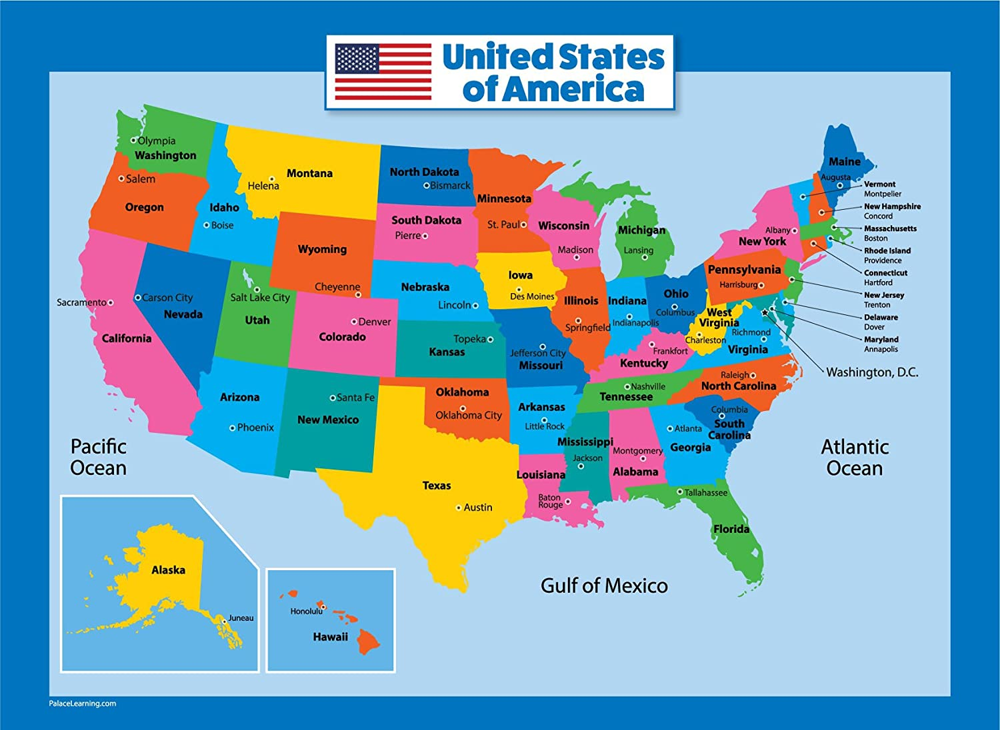 United States
of America
Olympia
Washington
Salem
Oregon
Idaho
Boise
Montana
Helena
North Dakota
Bismarck
Minnesota
St. Paul
South Dakota
Pierre
Wyoming
Cheyenne
Wisconsin
Madison
Michigan
Lansing
Maine
Augusta
Vermont
Montpelier
New Hampshire
Concord
Massachusetts
Boston
Rhode Island
Providence
Connecticut
Hartford
New Jersey
Trenton
Delaware
Dover
Maryland
Annapolis
Washington, D.C.
Albany
New York
Pennsylvania
Harrisburg
Sacramento
California
Carson City
Nevada
Salt Lake City
Utah
Denver
Colorado
Nebraska
Lincoln
Iowa
Des Moines
Illinois
Springfield
Indiana
Indianapolis
Ohio
Columbus
West
Virginia
Charleston
Richmond
Virginia
Topeka
Kansas
Jefferson City
Missouri
Frankfort
Kentucky
Nashville
Tennessee
Raleigh
North Carolina
Columbia
South
Carolina
Arizona
Phoenix
Santa Fe
New Mexico
Oklahoma
Oklahoma City
Arkansas
Little Rock
Mississippi
Jackson
Montgomery
Alabama
Atlanta
Georgia
Texas
Austin
Louisiana
Baton
Rouge
Tallahassee
Florida
Pacific
Ocean
Atlantic
Ocean
Gulf of Mexico
Alaska
Juneau
Honolulu
Hawaii
PalaceLearning.com